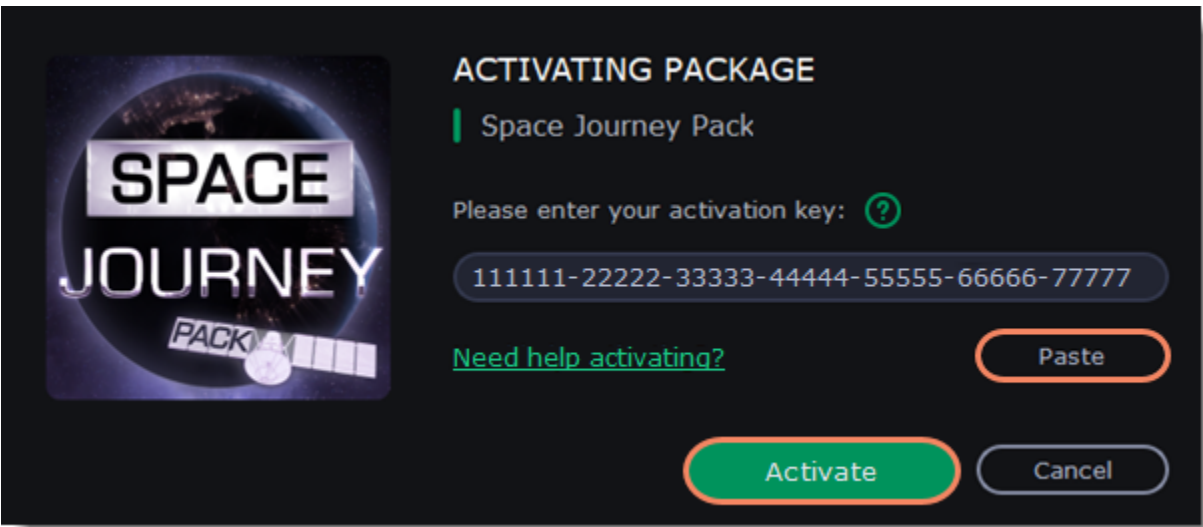 SPACE
JOURNEY
PACK
ACTIVATING PACKAGE
Space Journey Pack
Please enter your activation key: ?
111111-22222-33333-44444-55555-66666-77777
Need help activating?
Paste
Activate
Cancel